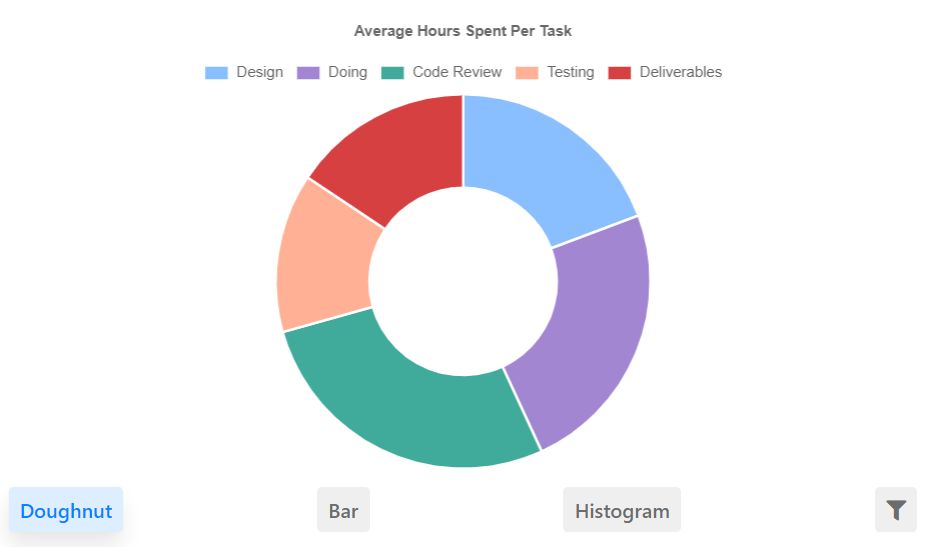 Average Hours Spent Per Task
Design Doing Code Review Testing Deliverables
Doughnut Bar Histogram